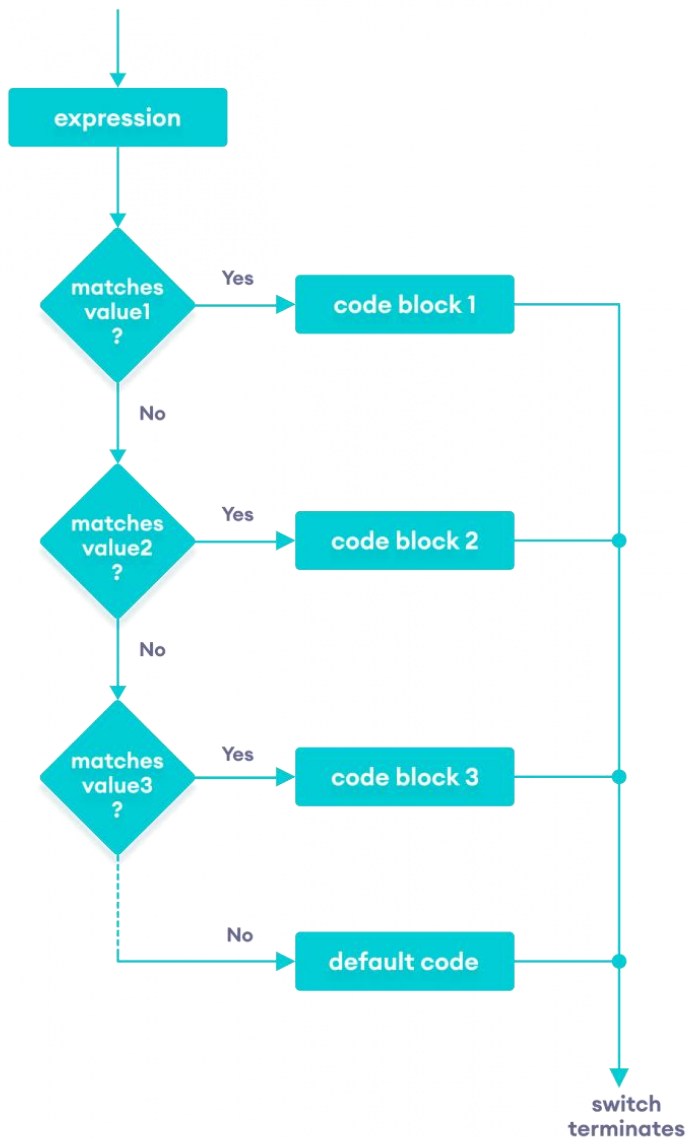 expression
matches
value1
?
Yes
code block 1
No
matches
value2
?
Yes
code block 2
No
matches
value3
?
Yes
code block 3
No
default code
switch
terminates